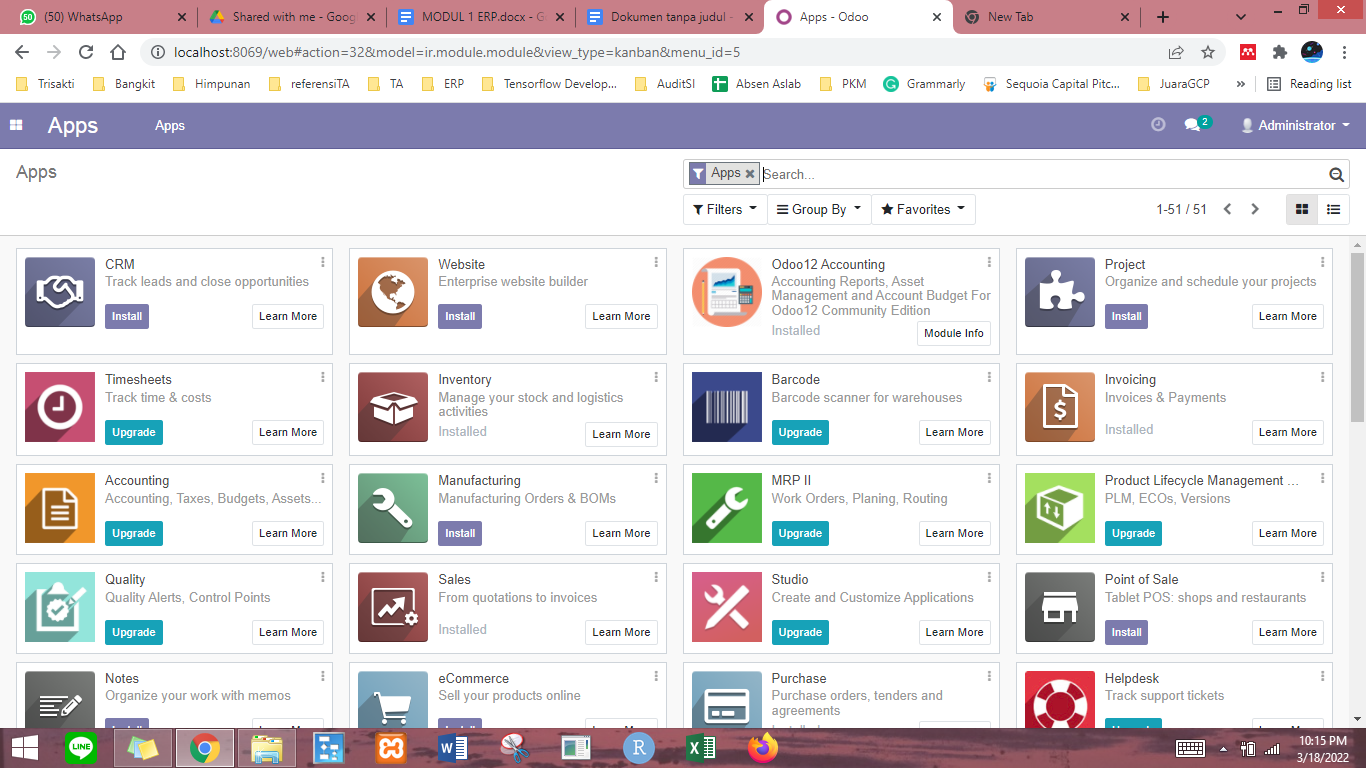 (50) WhatsApp
Shared with me - Goog
MODUL 1 ERP.docx - G
Dokumen tanpa judul -
Apps - Odoo
New Tab
localhost:8069/web#action=32&model=ir.module.module&view_type=kanban&menu_id=5
Trisakti
Bangkit
Himpunan
referensiTA
TA
ERP
Tensorflow Develop...
AuditSI
Absen Aslab
PKM
Grammarly
Sequoia Capital Pitc...
JuaraGCP
»
Reading list
Apps
Apps
2
Administrator
Apps
Apps
Search...
Filters
Group By
Favorites
1-51 / 51
CRM
Track leads and close opportunities
Install
Learn More
Website
Enterprise website builder
Install
Learn More
Odoo12 Accounting
Accounting Reports, Asset
Management and Account Budget For
Odoo12 Community Edition
Installed
Module Info
Project
Organize and schedule your projects
Install
Learn More
Timesheets
Track time & costs
Upgrade
Learn More
Inventory
Manage your stock and logistics
activities
Installed
Learn More
Barcode
Barcode scanner for warehouses
Upgrade
Learn More
Invoicing
Invoices & Payments
Installed
Learn More
Accounting
Accounting, Taxes, Budgets, Assets...
Upgrade
Learn More
Manufacturing
Manufacturing Orders & BOMs
Install
Learn More
MRP II
Work Orders, Planing, Routing
Upgrade
Learn More
Product Lifecycle Management ...
PLM, ECOs, Versions
Upgrade
Learn More
Quality
Quality Alerts, Control Points
Upgrade
Learn More
Sales
From quotations to invoices
Installed
Learn More
Studio
Create and Customize Applications
Upgrade
Learn More
Point of Sale
Tablet POS: shops and restaurants
Install
Learn More
Notes
Organize your work with memos
eCommerce
Sell your products online
Purchase
Purchase orders, tenders and
agreements
Helpdesk
Track support tickets
LINE
10:15 PM
3/18/2022